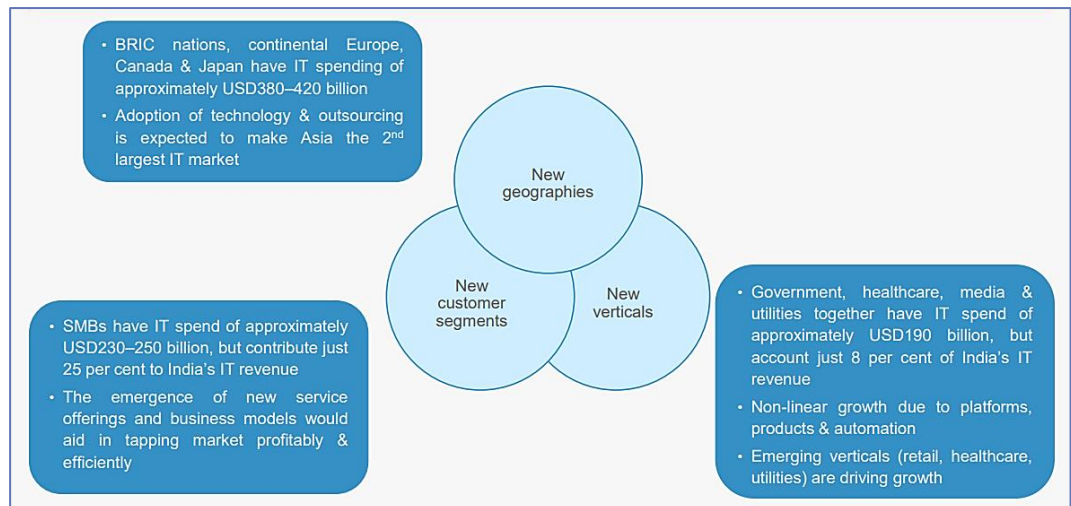 • BRIC nations, continental Europe,
Canada & Japan have IT spending of
approximately USD380–420 billion
• Adoption of technology & outsourcing
is expected to make Asia the 2nd
largest IT market
New
geographies
New
customer
segments
New
verticals
• SMBs have IT spend of approximately
USD230–250 billion, but contribute just
25 per cent to India's IT revenue
• The emergence of new service
offerings and business models would
aid in tapping market profitably &
efficiently
• Government, healthcare, media &
utilities together have IT spend of
approximately USD190 billion, but
account just 8 per cent of India's IT
revenue
• Non-linear growth due to platforms,
products & automation
• Emerging verticals (retail, healthcare,
utilities) are driving growth